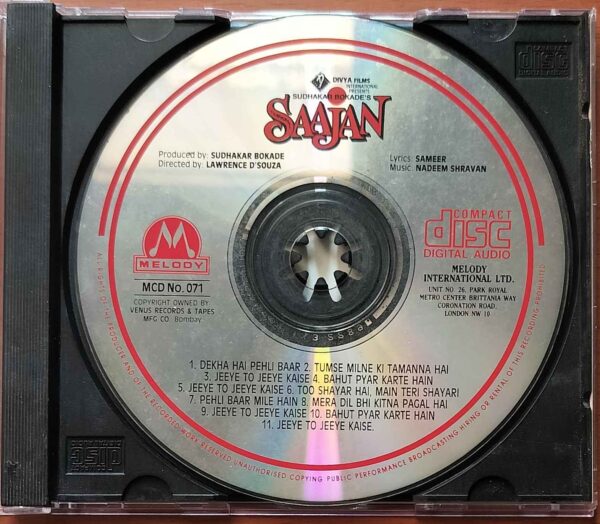 DIVYA FILMS
INTERNATIONAL
PRESENTS
SUDHAKAR BOKADE'S
SAAJAN
Produced by: SUDHAKAR BOKADE
Directed by: LAWRENCE D'SOUZA
Lyrics: SAMEER
Music: NADEEM SHRAVAN
M
MELODY
MCD No. 071
COPYRIGHT OWNED BY
VENUS RECORDS & TAPES
MFG CO. Bombay
COMPACT
disc
DIGITAL AUDIO
MELODY
INTERNATIONAL LTD.
UNIT NO. 26, PARK ROYAL
METRO CENTER BRITTANIA WAY
CORONATION ROAD,
LONDON NW 10
1. DEKHA HAI PEHLI BAAR 2. TUMSE MILNE KI TAMANNA HAI
3. JEEYE TO JEEYE KAISE 4. BAHUT PYAR KARTE HAIN
5. JEEYE TO JEEYE KAISE 6. TOO SHAYAR HAI, MAIN TERI SHAYARI
7. PEHLI BAAR MILE HAIN 8. MERA DIL BHI KITNA PAGAL HAI
9. JEEYE TO JEEYE KAISE 10. BAHUT PYAR KARTE HAIN
11. JEEYE TO JEEYE KAISE.
ALL RIGHTS OF THE PRODUCER AND OF THE RECORDED WORK RESERVED UNAUTHORISED COPYING PUBLIC PERFORMANCE BROADCASTING HIRING OR RENTAL OF THIS RECORDING PROHIBITED
COMPACT
disc
DIGITAL AUDIO
COMPACT
disc
DIGITAL AUDIO